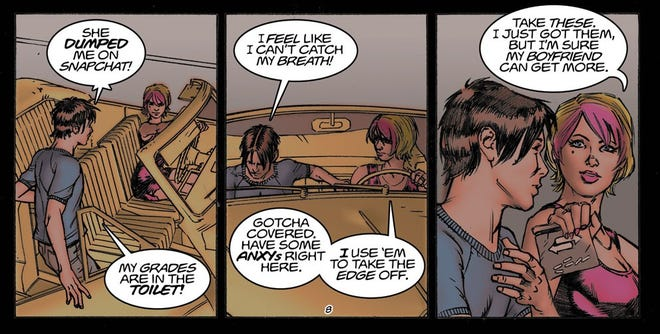 SHE
DUMPED
ME ON
SNAPCHAT!
MY GRADES
ARE IN THE
TOILET!
I FEEL LIKE
I CAN'T CATCH
MY BREATH!
GOTCHA
COVERED.
HAVE SOME
ANXYs RIGHT
HERE.
I USE 'EM
TO TAKE THE
EDGE OFF.
8
TAKE THESE.
I JUST GOT THEM,
BUT I'M SURE
MY BOYFRIEND
CAN GET MORE.